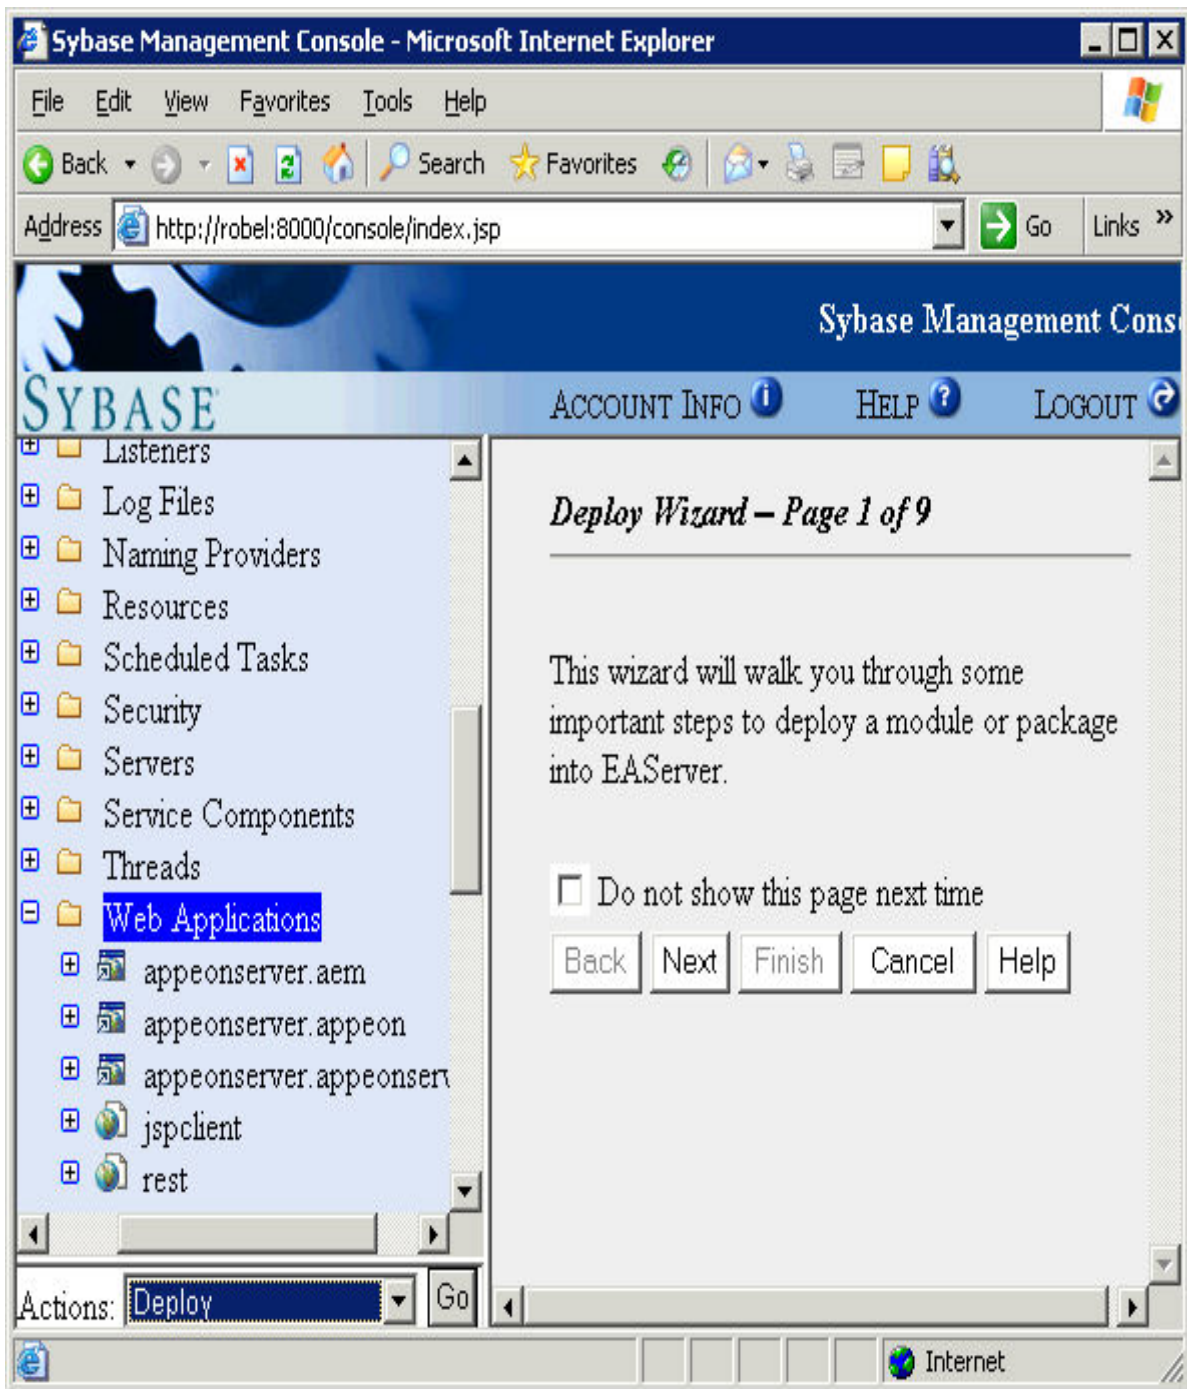 Sybase Management Console - Microsoft Internet Explorer
File Edit View Favorites Tools Help
Back Search Favorites
Address http://robel:8000/console/index.jsp Go Links »
Sybase Management Conso
SYBASE
ACCOUNT INFO HELP LOGOUT
Listeners
Log Files
Naming Providers
Resources
Scheduled Tasks
Security
Servers
Service Components
Threads
Web Applications
appeonserver.aem
appeonserver.appeon
appeonserver.appeonserv
jspclient
rest
Actions: Deploy Go
Deploy Wizard – Page 1 of 9
This wizard will walk you through some
important steps to deploy a module or package
into EAServer.
Do not show this page next time
Back Next Finish Cancel Help
Internet